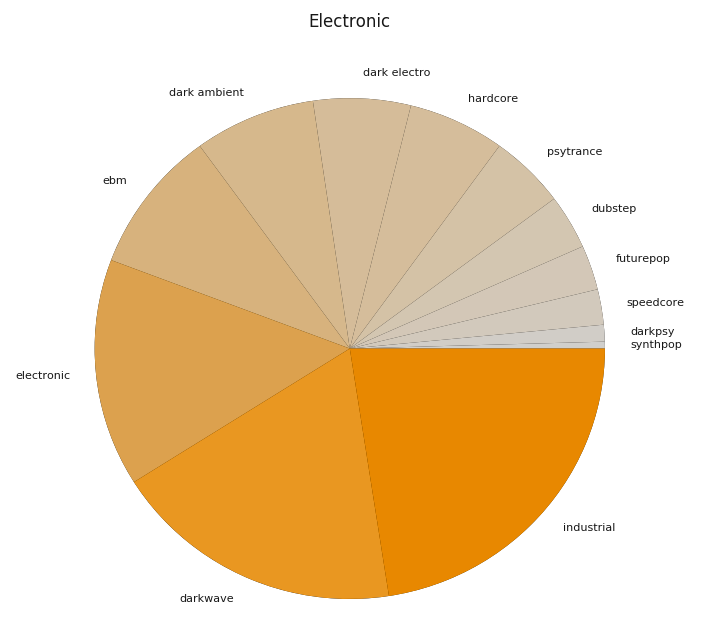 Electronic
dark electro
dark ambient
hardcore
psytrance
ebm
dubstep
futurepop
speedcore
darkpsy
synthpop
electronic
industrial
darkwave